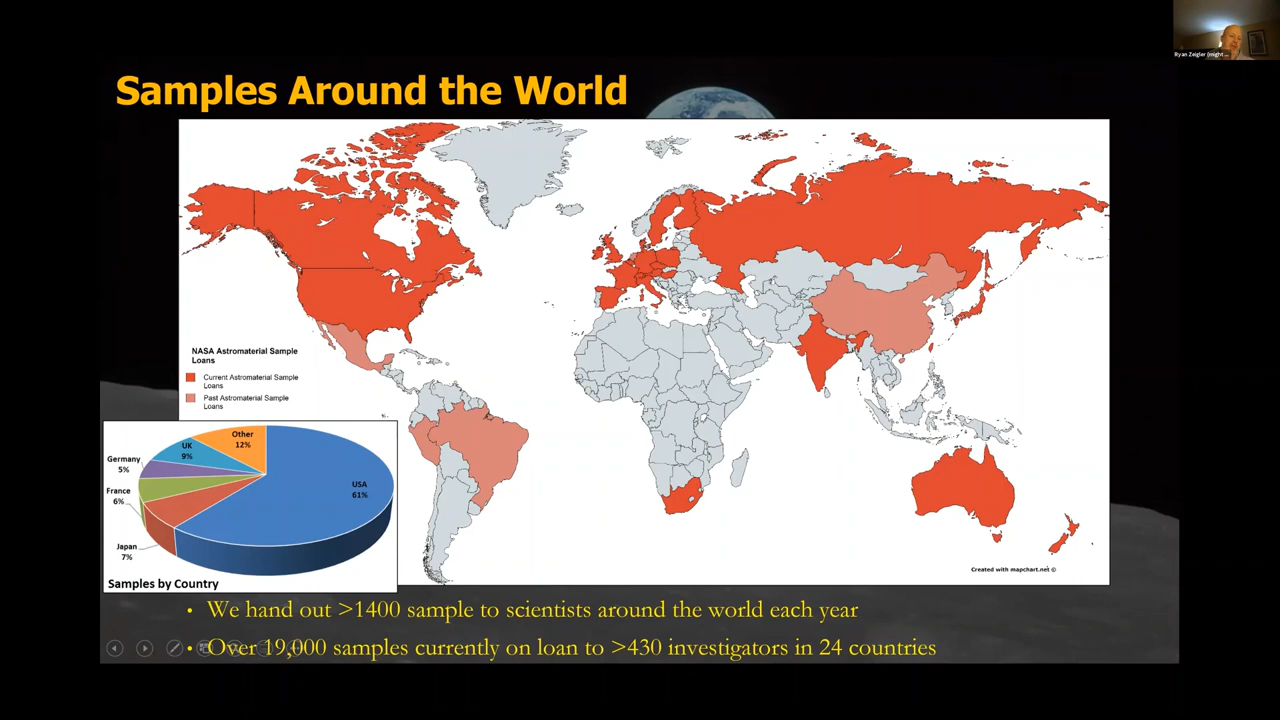 Ryan Zeigler (might ...
Samples Around the World
NASA Astromaterial Sample
Loans
Current Astromaterial Sample
Loans
Past Astromaterial Sample
Loans
Other
12%
UK
9%
Germany
5%
France
6%
Japan
7%
USA
61%
Samples by Country
Created with mapchart.net ©
• We hand out >1400 sample to scientists around the world each year
• Over 19,000 samples currently on loan to >430 investigators in 24 countries